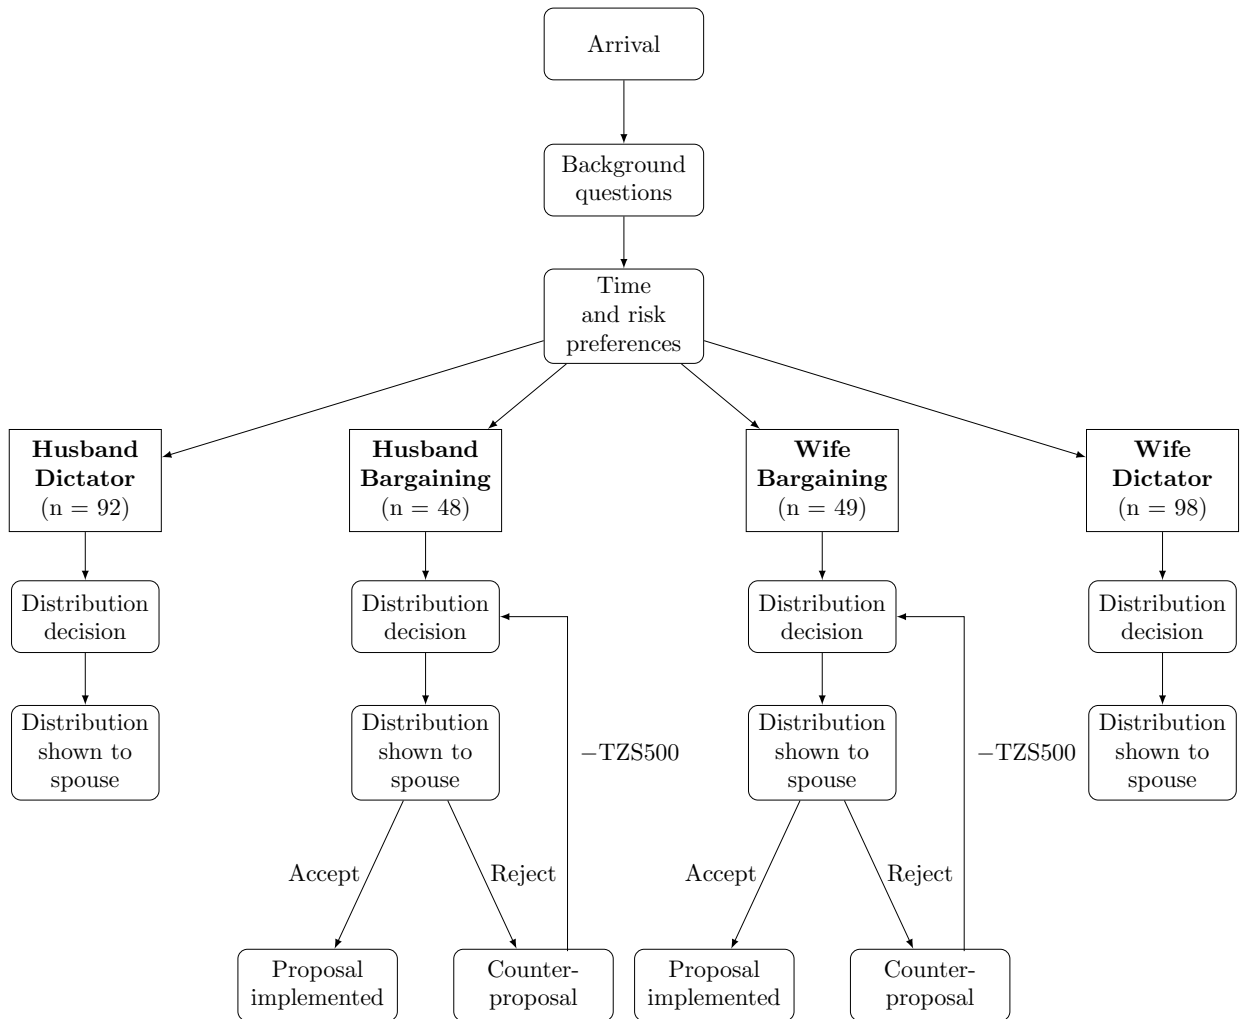 Arrival
Background
questions
Time
and risk
preferences
Husband
Dictator
(n = 92)
Husband
Bargaining
(n = 48)
Wife
Bargaining
(n = 49)
Wife
Dictator
(n = 98)
Distribution
decision
Distribution
decision
Distribution
decision
Distribution
decision
Distribution
shown to
spouse
Distribution
shown to
spouse
−TZS500
Distribution
shown to
spouse
−TZS500
Distribution
shown to
spouse
Accept
Reject
Accept
Reject
Proposal
implemented
Counter-
proposal
Proposal
implemented
Counter-
proposal